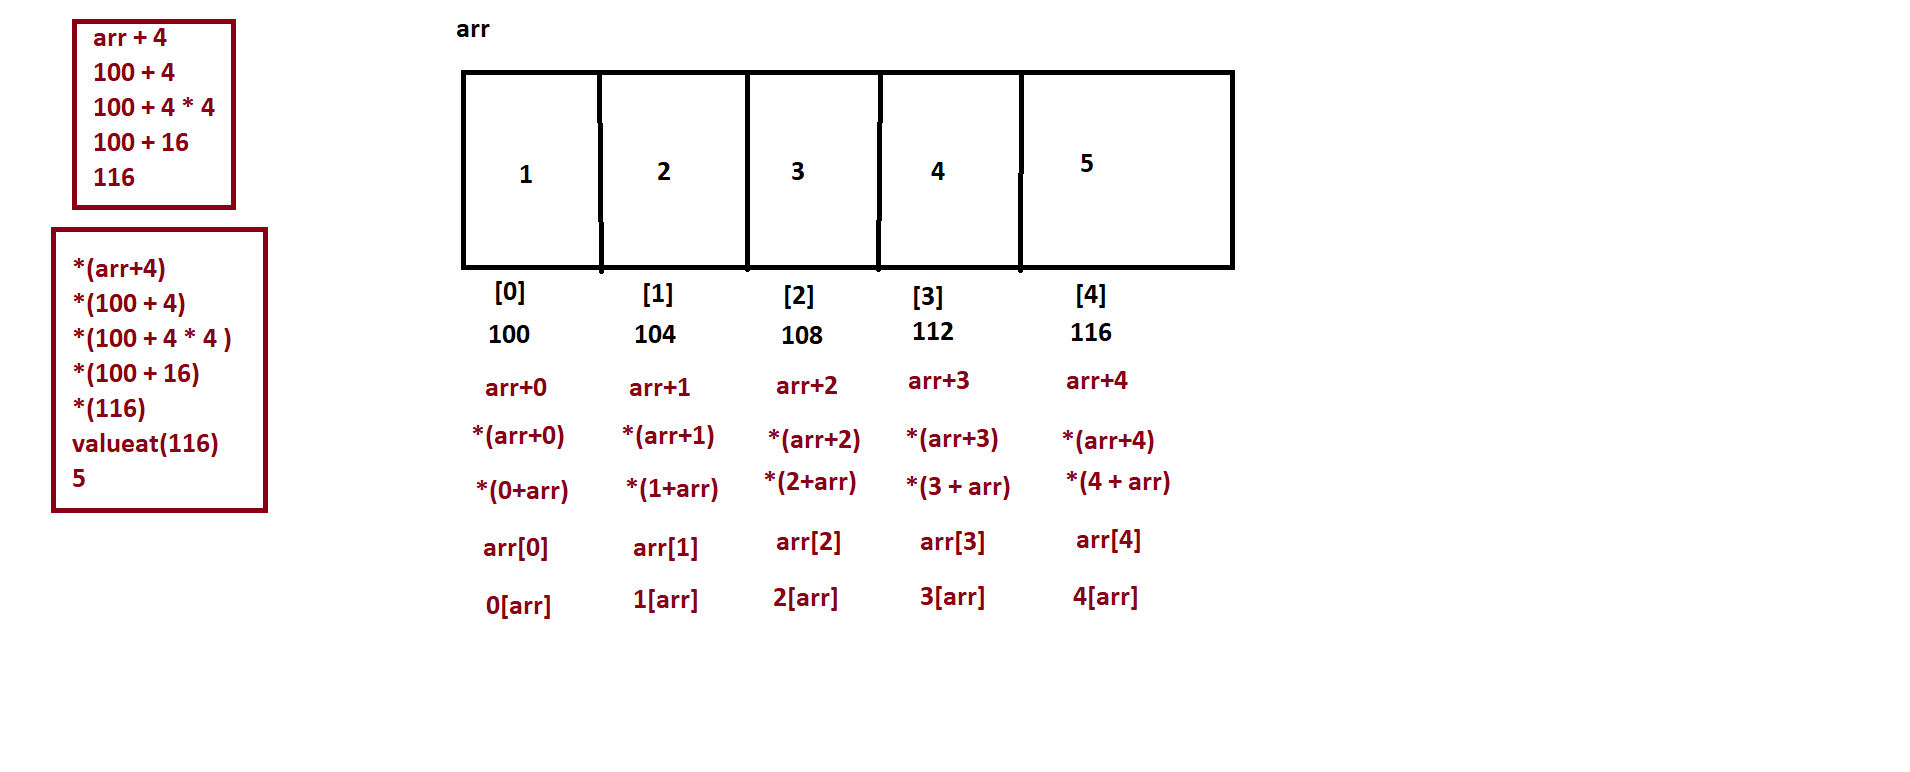 arr + 4
100 + 4
100 + 4 * 4
100 + 16
116
*(arr+4)
*(100 + 4)
*(100 + 4 * 4 )
*(100 + 16)
*(116)
valueat(116)
5
arr
1 2 3 4 5
[0] [1] [2] [3] [4]
100 104 108 112 116
arr+0 arr+1 arr+2 arr+3 arr+4
*(arr+0) *(arr+1) *(arr+2) *(arr+3) *(arr+4)
*(0+arr) *(1+arr) *(2+arr) *(3 + arr) *(4 + arr)
arr[0] arr[1] arr[2] arr[3] arr[4]
0[arr] 1[arr] 2[arr] 3[arr] 4[arr]